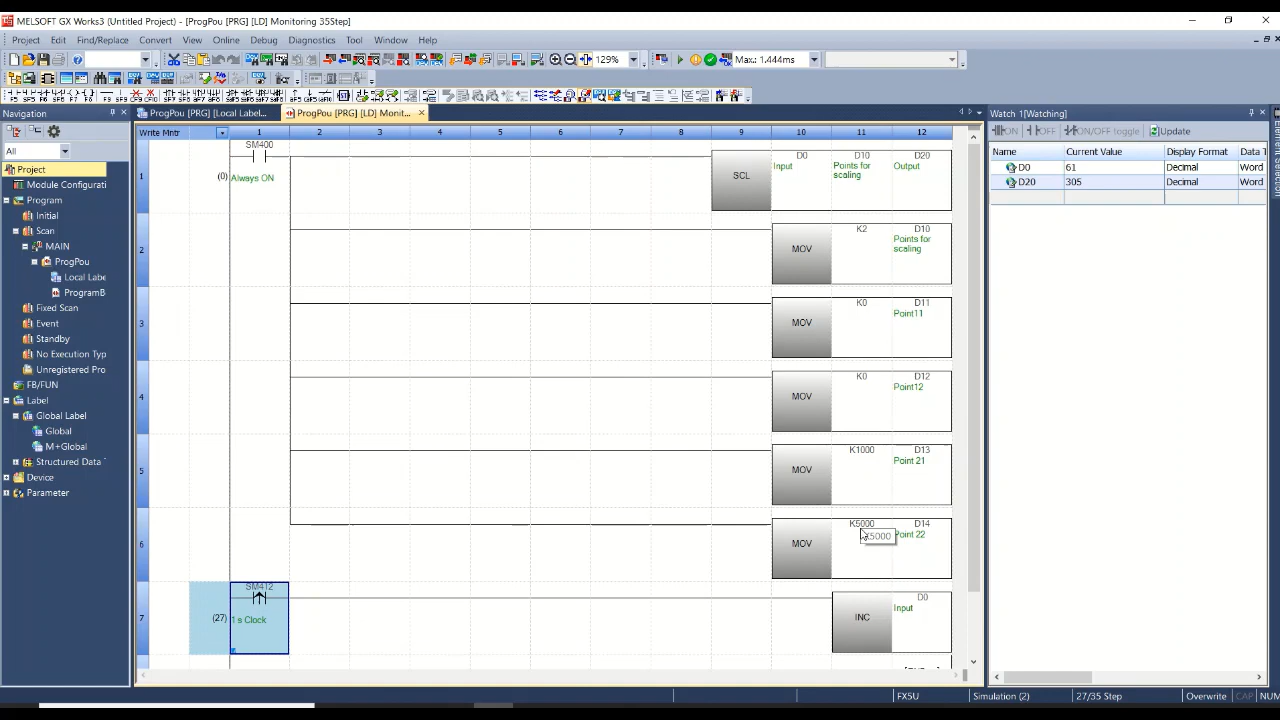 MELSOFT GX Works3 (Untitled Project) - [ProgPou [PRG] [LD] Monitoring 35Step]
Project Edit Find/Replace Convert View Online Debug Diagnostics Tool Window Help
129%
Max.: 1.444ms
Navigation
All
Project
Module Configurati
Program
Initial
Scan
MAIN
ProgPou
Local Labe
ProgramB
Fixed Scan
Event
Standby
No Execution Typ
Unregistered Pro
FB/FUN
Label
Global Label
Global
M+Global
Structured Data
Device
Parameter
ProgPou [PRG] [Local Label...
ProgPou [PRG] [LD] Monit...
Write Mntr 1 2 3 4 5 6 7 8 9 10 11 12
SM400
Always ON
1 (0)
SCL
D0 D10 D20
Input Points for scaling Output
2 MOV K2 D10
Points for
scaling
3 MOV K0 D11
Point11
4 MOV K0 D12
Point12
5 MOV K1000 D13
Point 21
6 MOV K5000 D14
K5000 Point 22
SM412
7 (27) 1 s Clock
INC D0
Input
Watch 1[Watching]
ON OFF ON/OFF toggle Update
Name Current Value Display Format Data T
D0 61 Decimal Word
D20 305 Decimal Word
FX5U Simulation (2) 27/35 Step Overwrite CAP NUM